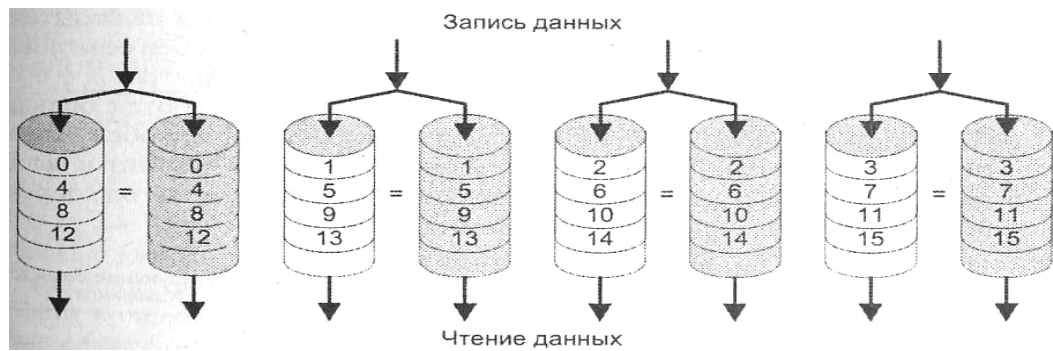 Запись данных
0 0 1 1 2 2 3 3
4 = 4 5 = 5 6 = 6 7 = 7
8 8 9 9 10 10 11 11
12 12 13 13 14 14 15 15
Чтение данных